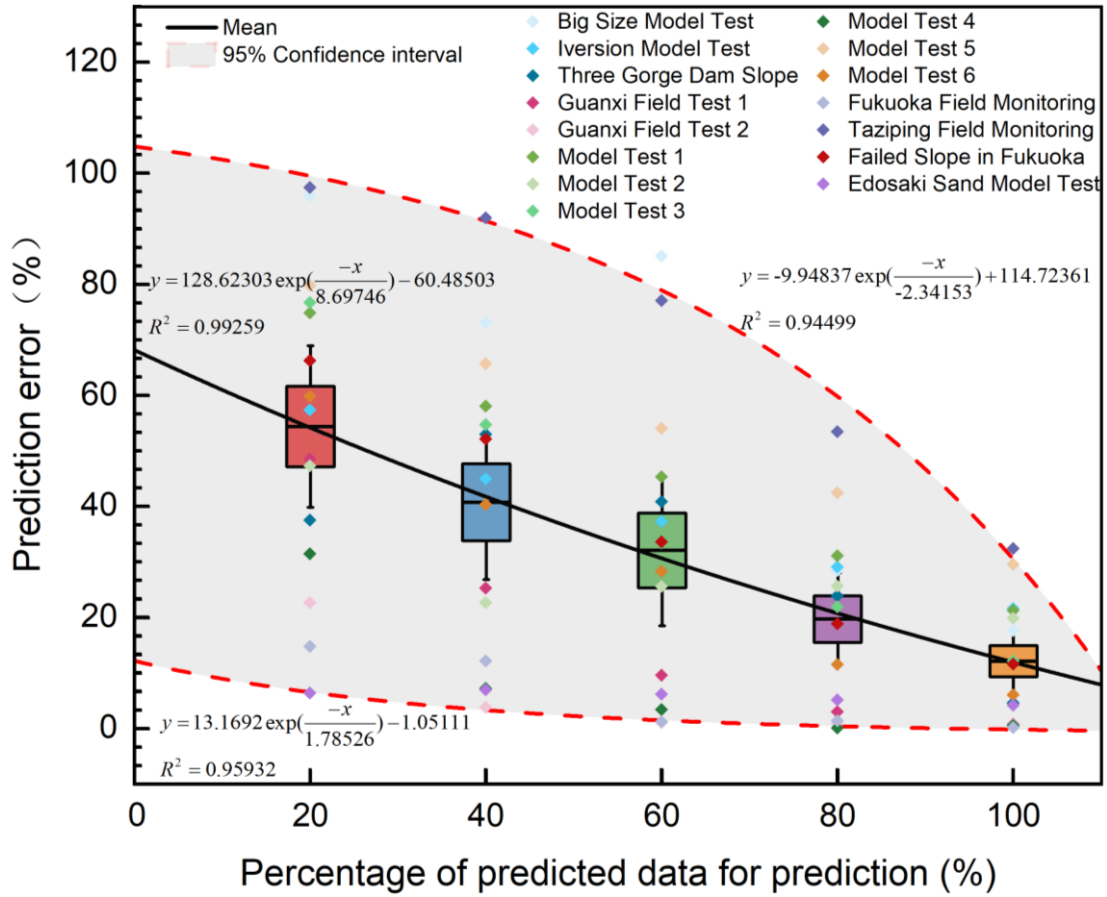 Mean
95% Confidence interval
Big Size Model Test
Iversion Model Test
Three Gorge Dam Slope
Guanxi Field Test 1
Guanxi Field Test 2
Model Test 1
Model Test 2
Model Test 3
Model Test 4
Model Test 5
Model Test 6
Fukuoka Field Monitoring
Taziping Field Monitoring
Failed Slope in Fukuoka
Edosaki Sand Model Test
Prediction error (%)
120
100
80
60
40
20
0
y = 128.62303 exp(-x/8.69746) − 60.48503
R² = 0.99259
y = -9.94837 exp(-x/-2.34153) + 114.72361
R² = 0.94499
y = 13.1692 exp(-x/1.78526) − 1.05111
R² = 0.95932
0 20 40 60 80 100
Percentage of predicted data for prediction (%)